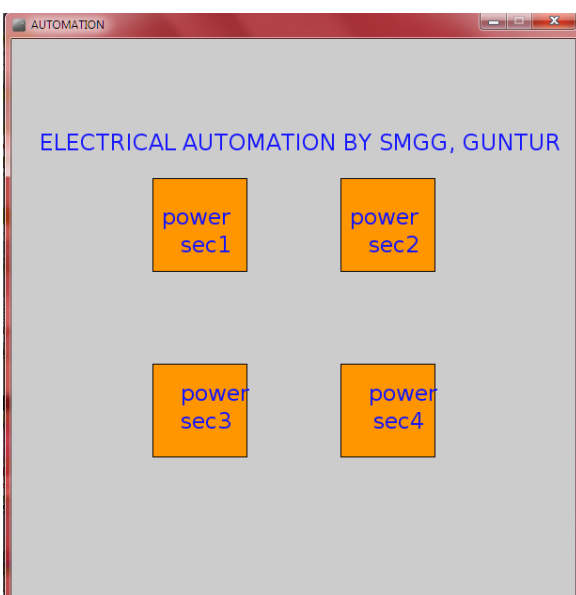 AUTOMATION
ELECTRICAL AUTOMATION BY SMGG, GUNTUR
power
sec1
power
sec2
power
sec3
power
sec4